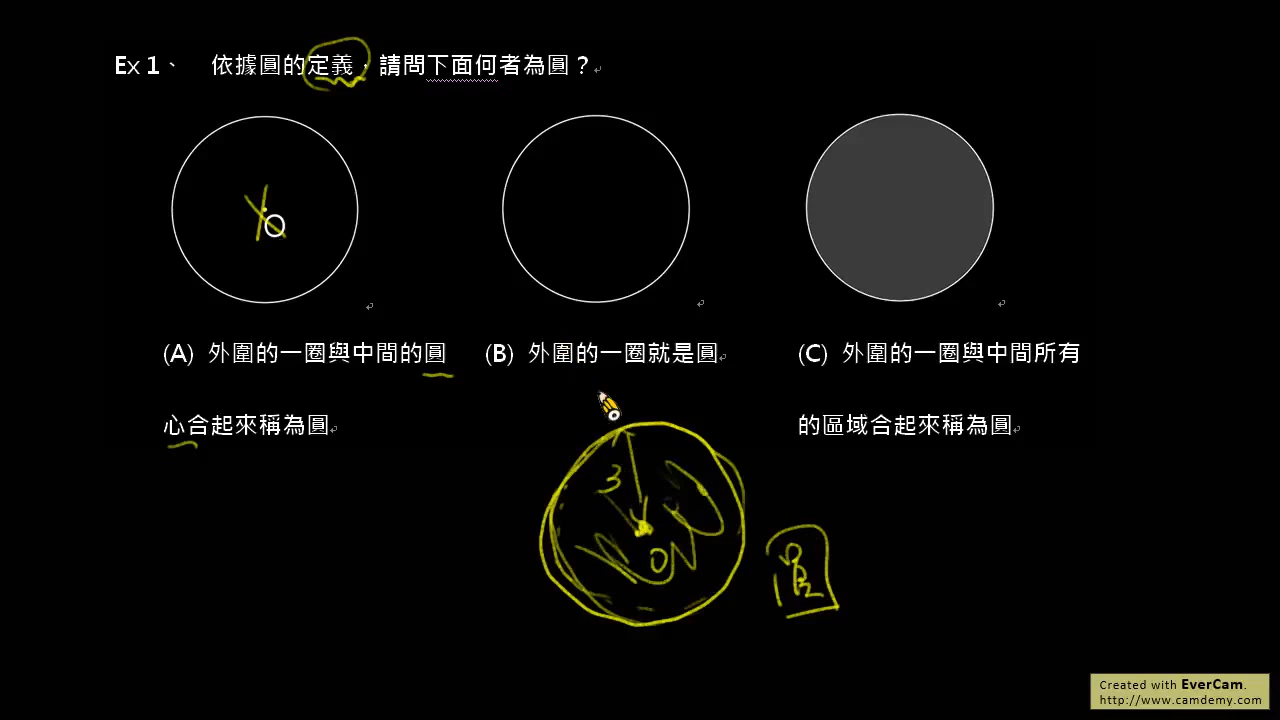 Ex 1、 依據圓的定義，請問下面何者為圓？
O
(A) 外圍的一圈與中間的圓
心合起來稱為圓
(B) 外圍的一圈就是圓
(C) 外圍的一圈與中間所有
的區域合起來稱為圓
3
O
圓
Created with EverCam.
http://www.camdemy.com